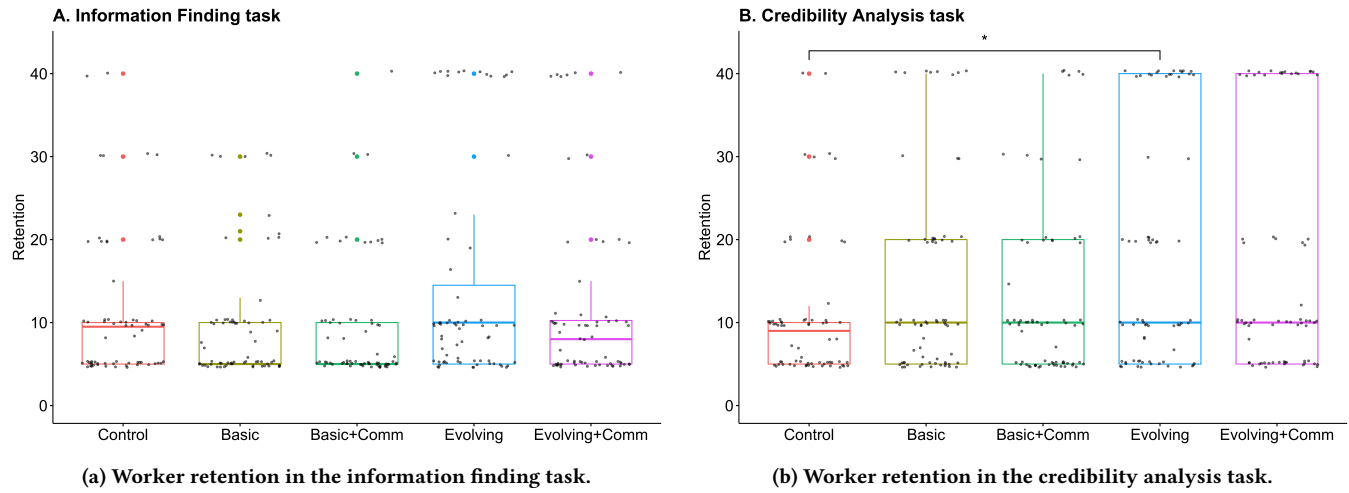 A. Information Finding task
Retention
40
30
20
10
0
Control Basic Basic+Comm Evolving Evolving+Comm
(a) Worker retention in the information finding task.
B. Credibility Analysis task
*
Retention
40
30
20
10
0
Control Basic Basic+Comm Evolving Evolving+Comm
(b) Worker retention in the credibility analysis task.